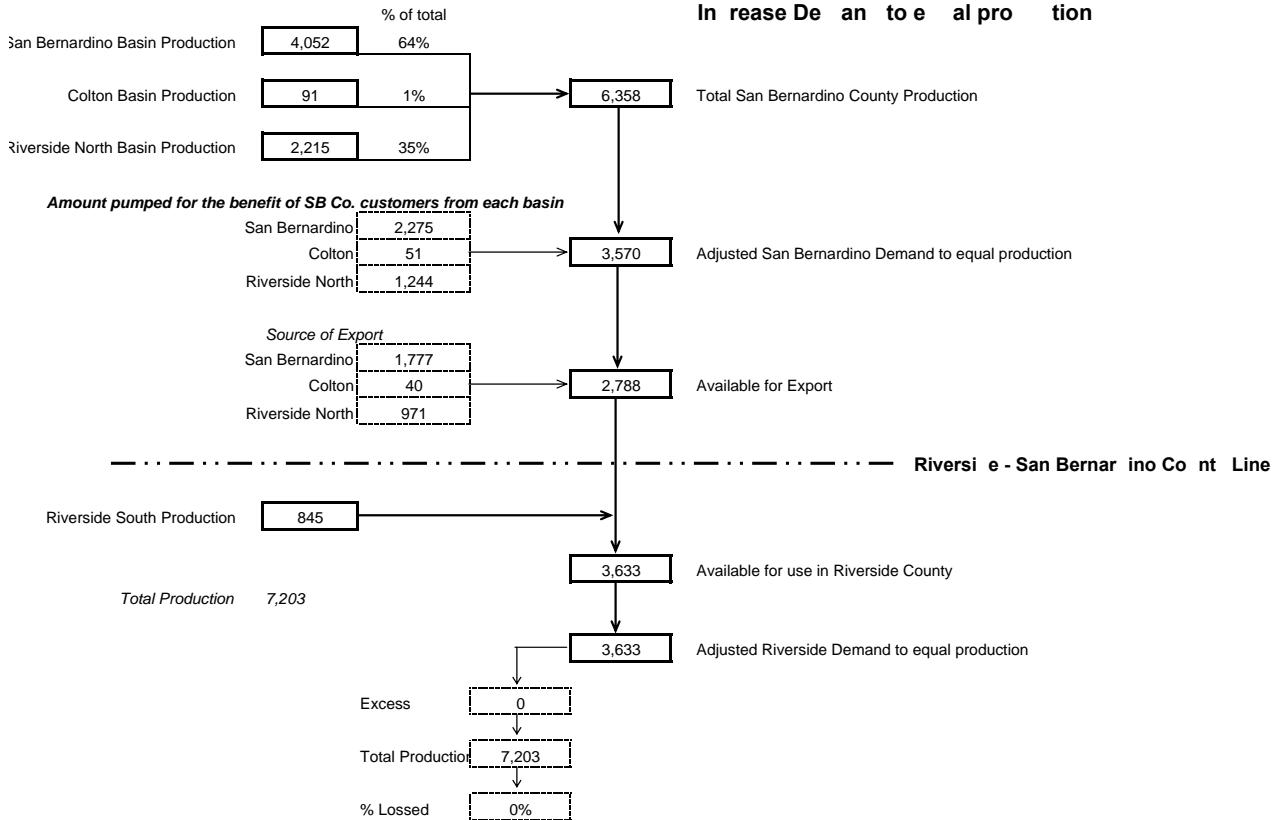 % of total
In rease De an to e al pro tion
San Bernardino Basin Production 4,052 64%
Colton Basin Production 91 1% 6,358 Total San Bernardino County Production
Riverside North Basin Production 2,215 35%
Amount pumped for the benefit of SB Co. customers from each basin
San Bernardino 2,275
Colton 51 3,570 Adjusted San Bernardino Demand to equal production
Riverside North 1,244
Source of Export
San Bernardino 1,777
Colton 40 2,788 Available for Export
Riverside North 971
Riversi e - San Bernar ino Co nt Line
Riverside South Production 845
3,633 Available for use in Riverside County
Total Production 7,203
3,633 Adjusted Riverside Demand to equal production
Excess 0
Total Production 7,203
% Lossed 0%